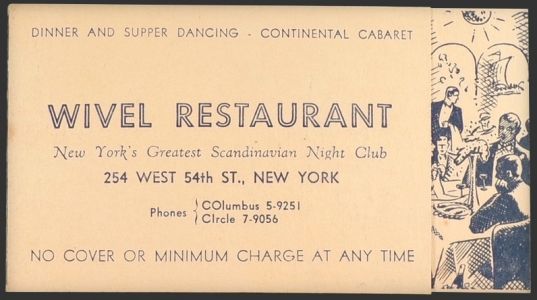 DINNER AND SUPPER DANCING - CONTINENTAL CABARET
WIVEL RESTAURANT
New York's Greatest Scandinavian Night Club
254 WEST 54th ST., NEW YORK
Phones { COlumbus 5-9251
CIrcle 7-9056
NO COVER OR MINIMUM CHARGE AT ANY TIME